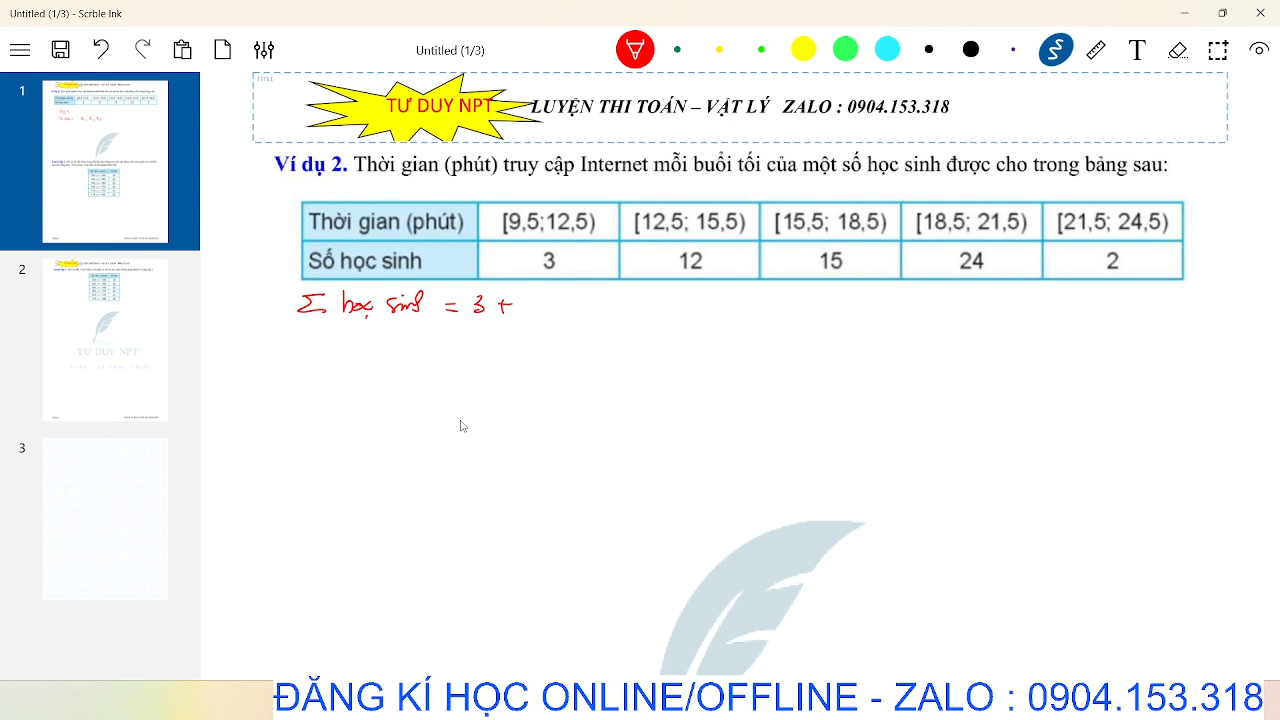 Untitled (1/3) - Scrble Ink
Untitled (1/3)
T
1
2
3
TƯ DUY NPT
TITLE
TƯ DUY NPT LUYỆN THI TOÁN – VẬT LÝ ZALO : 0904.153.318
Ví dụ 2. Thời gian (phút) truy cập Internet mỗi buổi tối của một số học sinh được cho trong bảng sau:
Thời gian (phút) [9,5;12,5) [12,5; 15,5) [15,5; 18,5) [18,5; 21,5) [21,5; 24,5)
Số học sinh 3 12 15 24 2
Σ học sinh = 3 +
ĐĂNG KÍ HỌC ONLINE/OFFLINE - ZALO : 0904.153.318